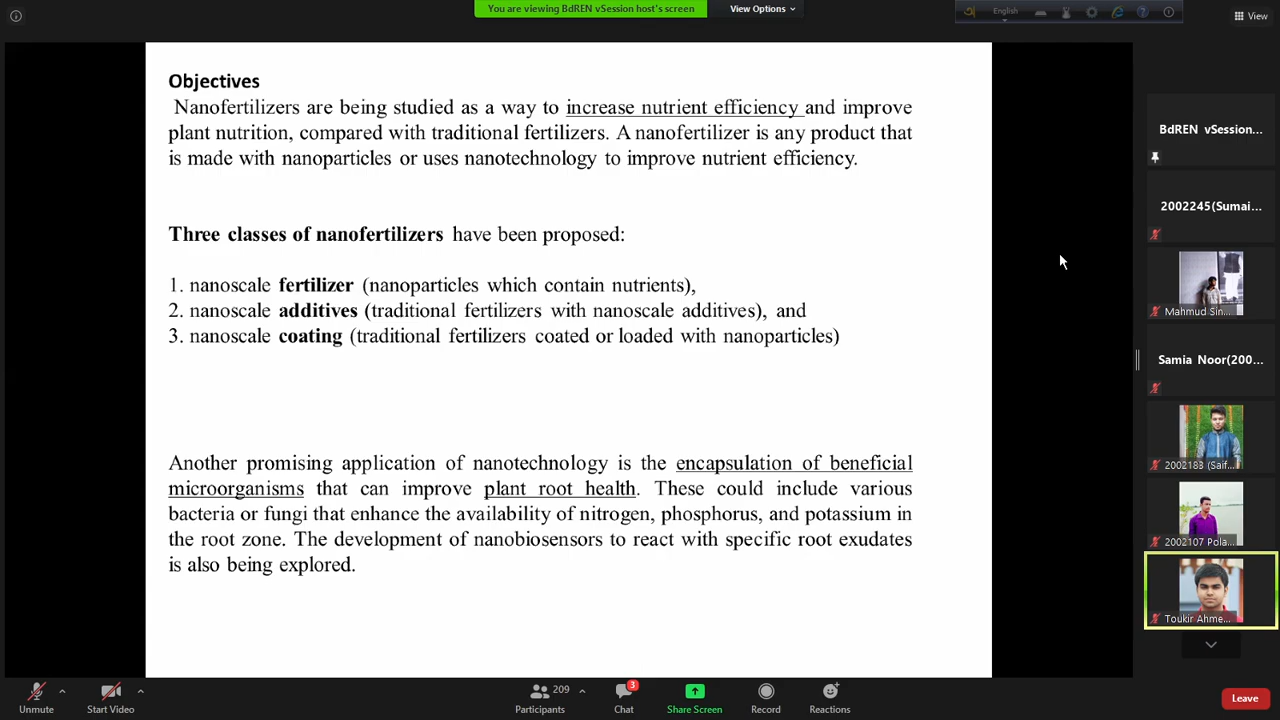 You are viewing BdREN vSession host's screen
View Options
English
View
Objectives
Nanofertilizers are being studied as a way to increase nutrient efficiency and improve
plant nutrition, compared with traditional fertilizers. A nanofertilizer is any product that
is made with nanoparticles or uses nanotechnology to improve nutrient efficiency.
Three classes of nanofertilizers have been proposed:
1. nanoscale fertilizer (nanoparticles which contain nutrients),
2. nanoscale additives (traditional fertilizers with nanoscale additives), and
3. nanoscale coating (traditional fertilizers coated or loaded with nanoparticles)
Another promising application of nanotechnology is the encapsulation of beneficial
microorganisms that can improve plant root health. These could include various
bacteria or fungi that enhance the availability of nitrogen, phosphorus, and potassium in
the root zone. The development of nanobiosensors to react with specific root exudates
is also being explored.
BdREN vSession...
2002245(Sumai...
Mahmud Sin...
Samia Noor(200...
2002183 (Saif...
2002107 Pola...
Toukir Ahme...
Unmute
Start Video
209
Participants
3
Chat
Share Screen
Record
Reactions
Leave